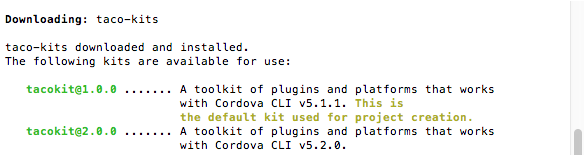 Downloading: taco-kits
taco-kits downloaded and installed.
The following kits are available for use:
tacokit@1.0.0 ....... A toolkit of plugins and platforms that works
with Cordova CLI v5.1.1. This is
the default kit used for project creation.
tacokit@2.0.0 ....... A toolkit of plugins and platforms that works
with Cordova CLI v5.2.0.